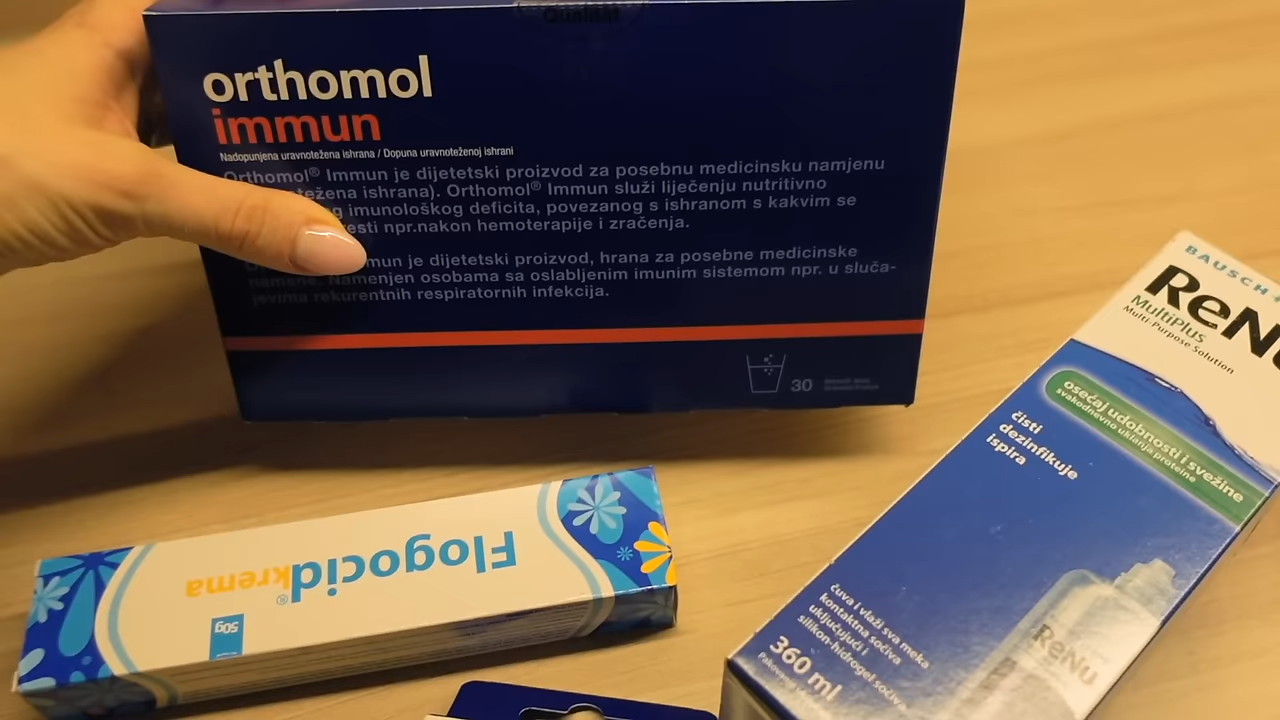 orthomol
immun
Nadopunjena uravnotežena ishrana / Dopuna uravnoteženoj ishrani
Orthomol® Immun je dijetetski proizvod za posebnu medicinsku namjenu
ishrana). Orthomol® Immun služi liječenju nutritivno
imunološkog deficita, povezanog s ishranom s kakvim se
npr.nakon hemoterapije i zračenja.
je dijetetski proizvod, hrana za posebne medicinske
namene. Namenjen osobama sa oslabljenim imunim sistemom npr. u sluča-
jevima rekurentnih respiratornih infekcija.
30
BAUSCH +
ReNu
MultiPlus
Multi-Purpose Solution
osećaj udobnosti i svežine
svakodnevno uklanja proteine
čisti
dezinfikuje
ispira
čuva i vlaži sva meka
kontaktna sočiva
uključujući i
silikon-hidrogel sočiva
360 ml
ReNu
Flogocid® krema
50g